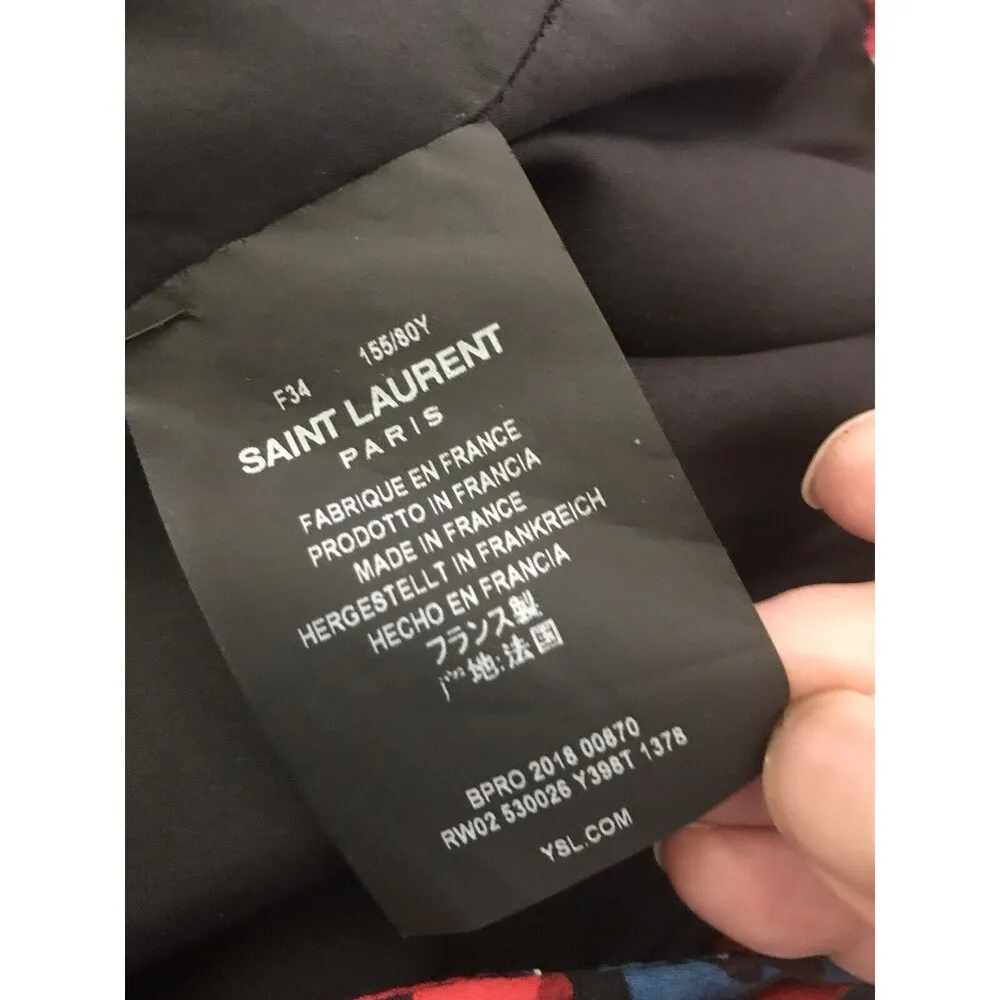 F34 155/80Y
SAINT LAURENT
PARIS
FABRIQUE EN FRANCE
PRODOTTO IN FRANCIA
MADE IN FRANCE
HERGESTELLT IN FRANKREICH
HECHO EN FRANCIA
フランス製
产地:法国
BPRO 2018 00870
RW02 530026 Y398T 1378
YSL.COM